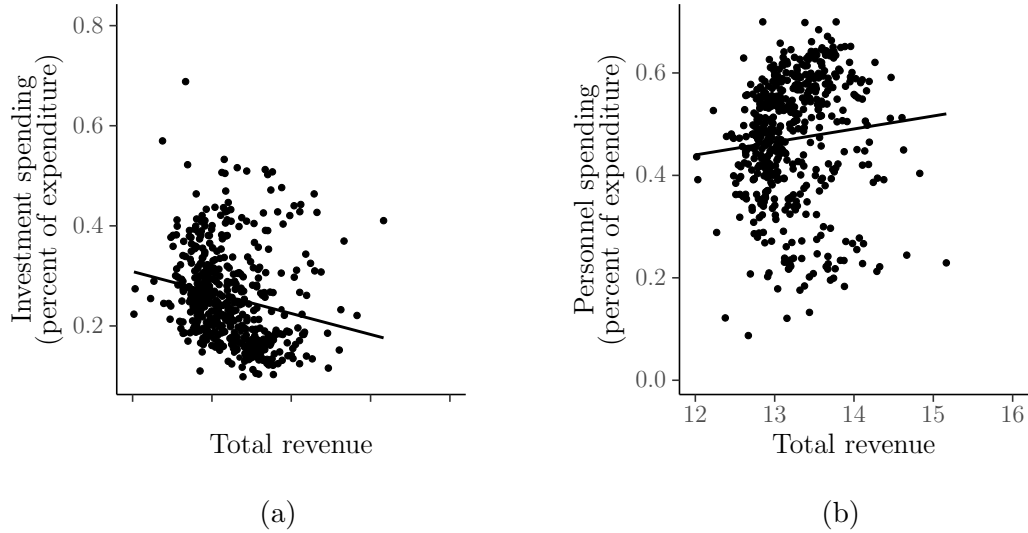 Investment spending
(percent of expenditure)
0.8
0.6
0.4
0.2
Total revenue
(a)
Personnel spending
(percent of expenditure)
0.6
0.4
0.2
0.0
12 13 14 15 16
Total revenue
(b)